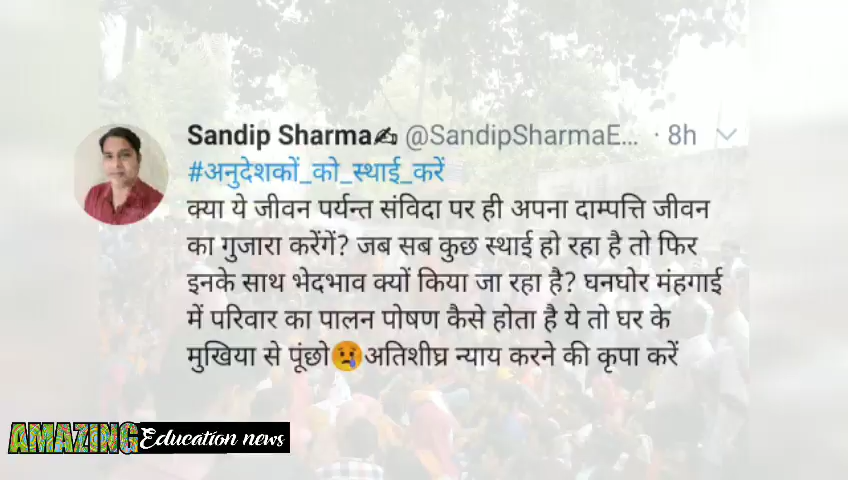 Sandip Sharma✍ @SandipSharmaE... · 8h
#अनुदेशकों_को_स्थाई_करें
क्या ये जीवन पर्यन्त संविदा पर ही अपना दाम्पत्ति जीवन
का गुजारा करेंगें? जब सब कुछ स्थाई हो रहा है तो फिर
इनके साथ भेदभाव क्यों किया जा रहा है? घनघोर मंहगाई
में परिवार का पालन पोषण कैसे होता है ये तो घर के
मुखिया से पूंछो😢अतिशीघ्र न्याय करने की कृपा करें
AMAZING Education news